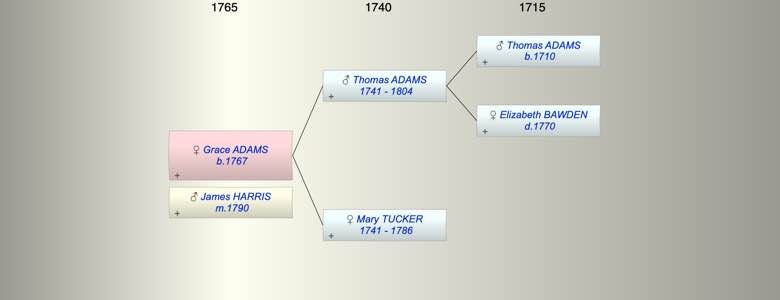 1765 1740 1715
♂ Thomas ADAMS
b.1710
+
♂ Thomas ADAMS
1741 - 1804
+
♀ Elizabeth BAWDEN
d.1770
+
♀ Grace ADAMS
b.1767
+
♂ James HARRIS
m.1790
+
♀ Mary TUCKER
1741 - 1786
+